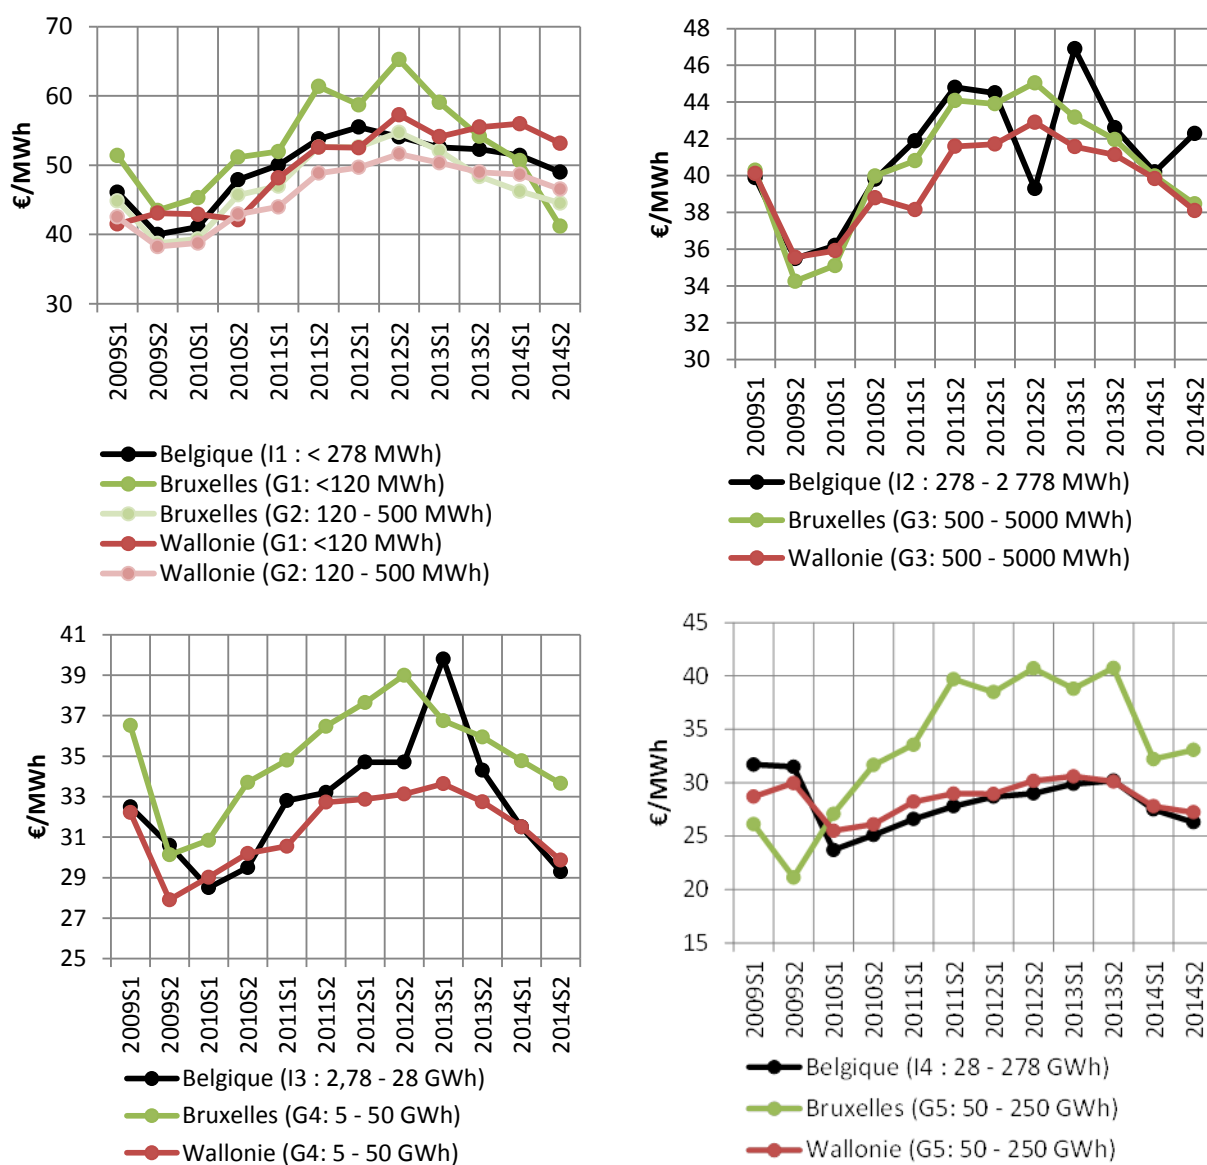 €/MWh
70
60
50
40
30
2009S1
2009S2
2010S1
2010S2
2011S1
2011S2
2012S1
2012S2
2013S1
2013S2
2014S1
2014S2
Belgique (I1 : < 278 MWh)
Bruxelles (G1: <120 MWh)
Bruxelles (G2: 120 - 500 MWh)
Wallonie (G1: <120 MWh)
Wallonie (G2: 120 - 500 MWh)
€/MWh
48
46
44
42
40
38
36
34
32
30
2009S1
2009S2
2010S1
2010S2
2011S1
2011S2
2012S1
2012S2
2013S1
2013S2
2014S1
2014S2
Belgique (I2 : 278 - 2 778 MWh)
Bruxelles (G3: 500 - 5000 MWh)
Wallonie (G3: 500 - 5000 MWh)
€/MWh
41
39
37
35
33
31
29
27
25
2009S1
2009S2
2010S1
2010S2
2011S1
2011S2
2012S1
2012S2
2013S1
2013S2
2014S1
2014S2
Belgique (I3 : 2,78 - 28 GWh)
Bruxelles (G4: 5 - 50 GWh)
Wallonie (G4: 5 - 50 GWh)
€/MWh
45
40
35
30
25
20
15
2009S1
2009S2
2010S1
2010S2
2011S1
2011S2
2012S1
2012S2
2013S1
2013S2
2014S1
2014S2
Belgique (I4 : 28 - 278 GWh)
Bruxelles (G5: 50 - 250 GWh)
Wallonie (G5: 50 - 250 GWh)